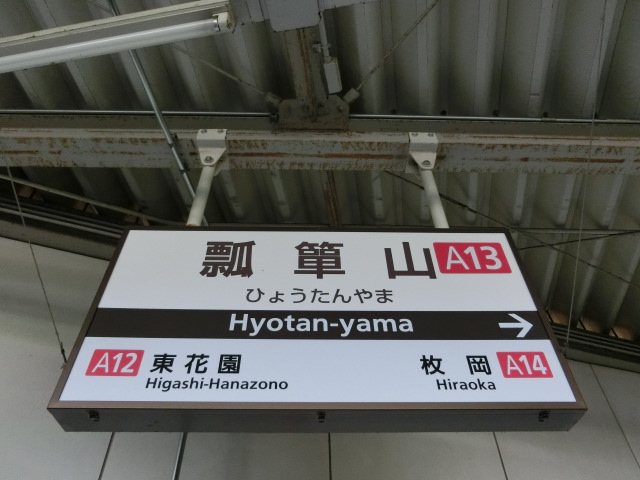 瓢箪山 A13
ひょうたんやま
Hyotan-yama →
A12 東花園 枚岡 A14
Higashi-Hanazono Hiraoka